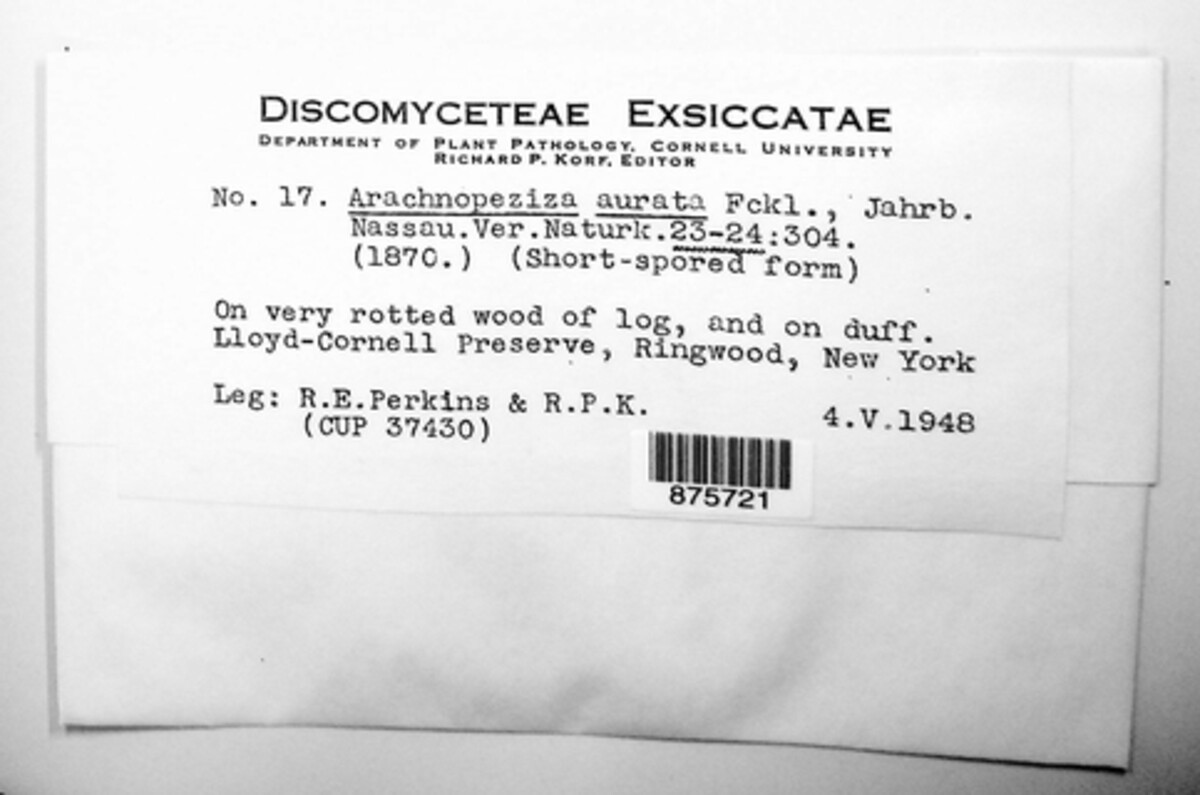 DISCOMYCETEAE EXSICCATAE
DEPARTMENT OF PLANT PATHOLOGY, CORNELL UNIVERSITY
RICHARD P. KORF, EDITOR
No. 17. Arachnopeziza aurata Fckl., Jahrb.
Nassau.Ver.Naturk.23-24:304.
(1870.) (Short-spored form)
On very rotted wood of log, and on duff.
Lloyd-Cornell Preserve, Ringwood, New York
Leg: R.E.Perkins & R.P.K. 4.V.1948
(CUP 37430)
875721